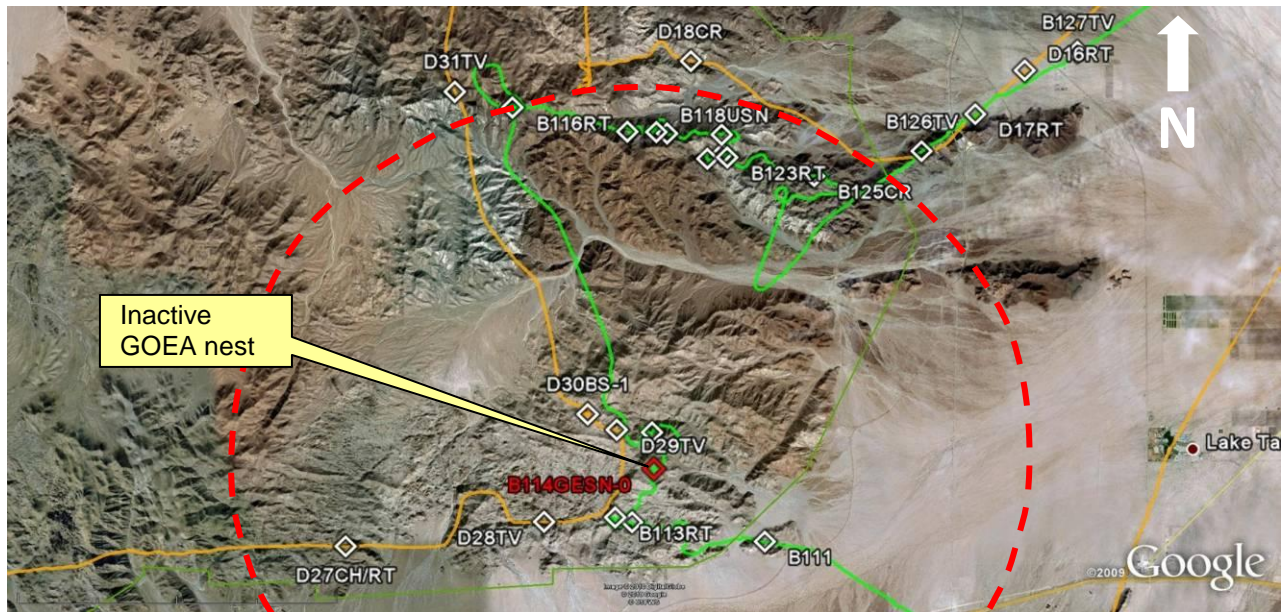 B127TV
D18CR
D16RT
D31TV
N
B116RT
B118USN
B126TV
D17RT
B123RT
B125CR
Inactive
GOEA nest
D30BS-1
D29TV
Lake Ta
B114GESN-0
D28TV
B113RT
B111
D27CH/RT
©2009 Google